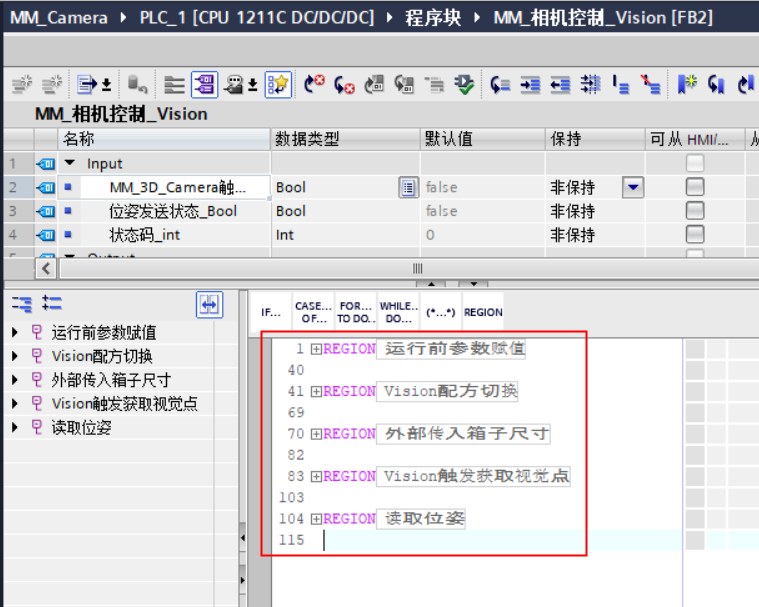 MM_Camera ▸ PLC_1 [CPU 1211C DC/DC/DC] ▸ 程序块 ▸ MM_相机控制_Vision [FB2]
MM_相机控制_Vision
名称 数据类型 默认值 保持 可从 HMI/... 从
1 Input
2 MM_3D_Camera触... Bool false 非保持
3 位姿发送状态_Bool Bool false 非保持
4 状态码_int Int 0 非保持
IF... CASE... OF... FOR... TO DO.. WHILE.. DO... (*...*) REGION
运行前参数赋值
Vision配方切换
外部传入箱子尺寸
Vision触发获取视觉点
读取位姿
1 REGION 运行前参数赋值
40
41 REGION Vision配方切换
69
70 REGION 外部传入箱子尺寸
82
83 REGION Vision触发获取视觉点
103
104 REGION 读取位姿
115